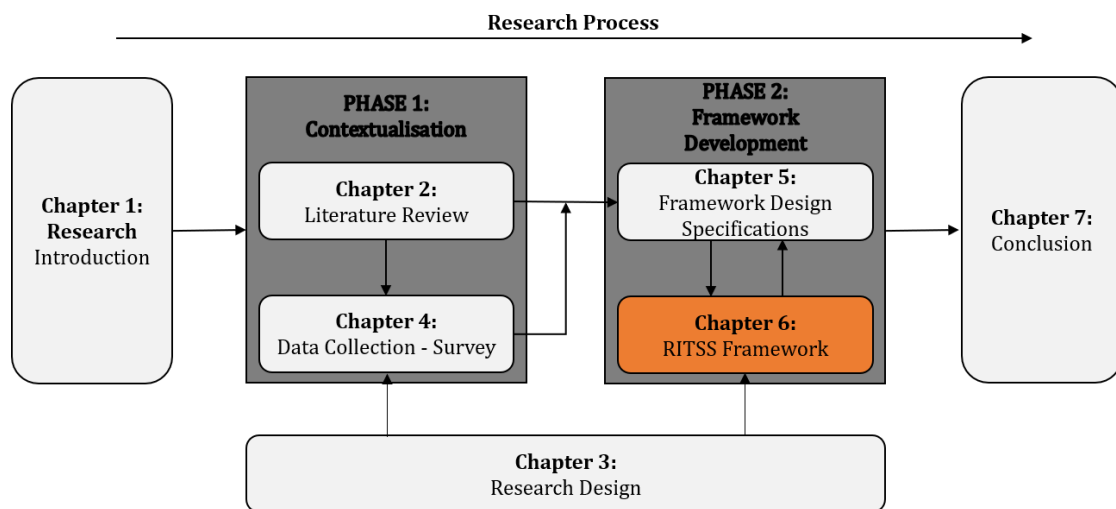 Research Process
Chapter 1:
Research
Introduction
PHASE 1:
Contextualisation
Chapter 2:
Literature Review
Chapter 4:
Data Collection - Survey
PHASE 2:
Framework
Development
Chapter 5:
Framework Design
Specifications
Chapter 6:
RITSS Framework
Chapter 7:
Conclusion
Chapter 3:
Research Design